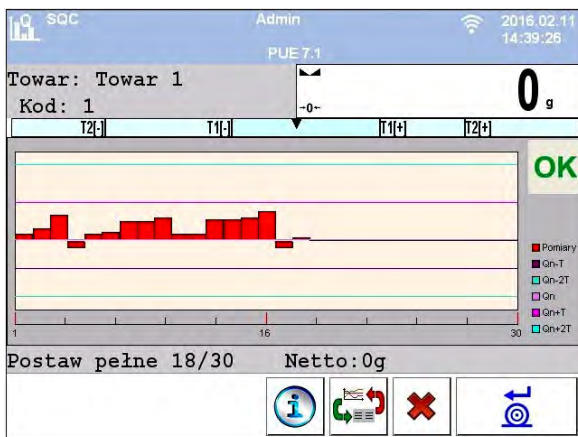 SQC Admin 2016.02.11
14:39:26
PUE 7.1
Towar: Towar 1
Kod: 1
→0← 0 g
T2[-] T1[-] T1[+] T2[+]
OK
Pomiary
Qn-T
Qn-2T
Qn
Qn+T
Qn+2T
1 16 30
Postaw pełne 18/30 Netto:0g